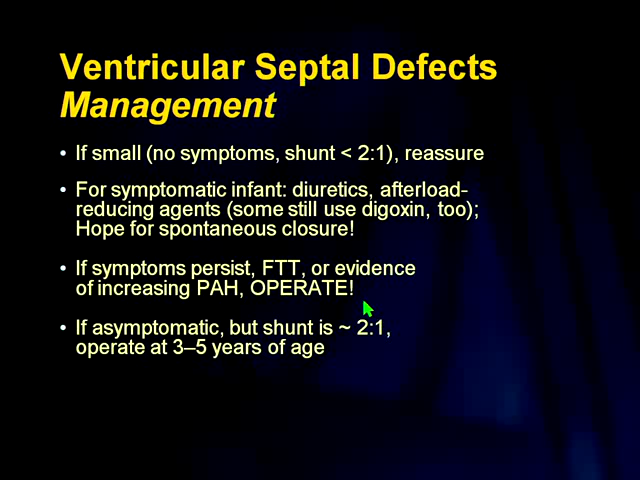 Ventricular Septal Defects
Management
• If small (no symptoms, shunt < 2:1), reassure
• For symptomatic infant: diuretics, afterload-
reducing agents (some still use digoxin, too);
Hope for spontaneous closure!
• If symptoms persist, FTT, or evidence
of increasing PAH, OPERATE!
• If asymptomatic, but shunt is ~ 2:1,
operate at 3–5 years of age